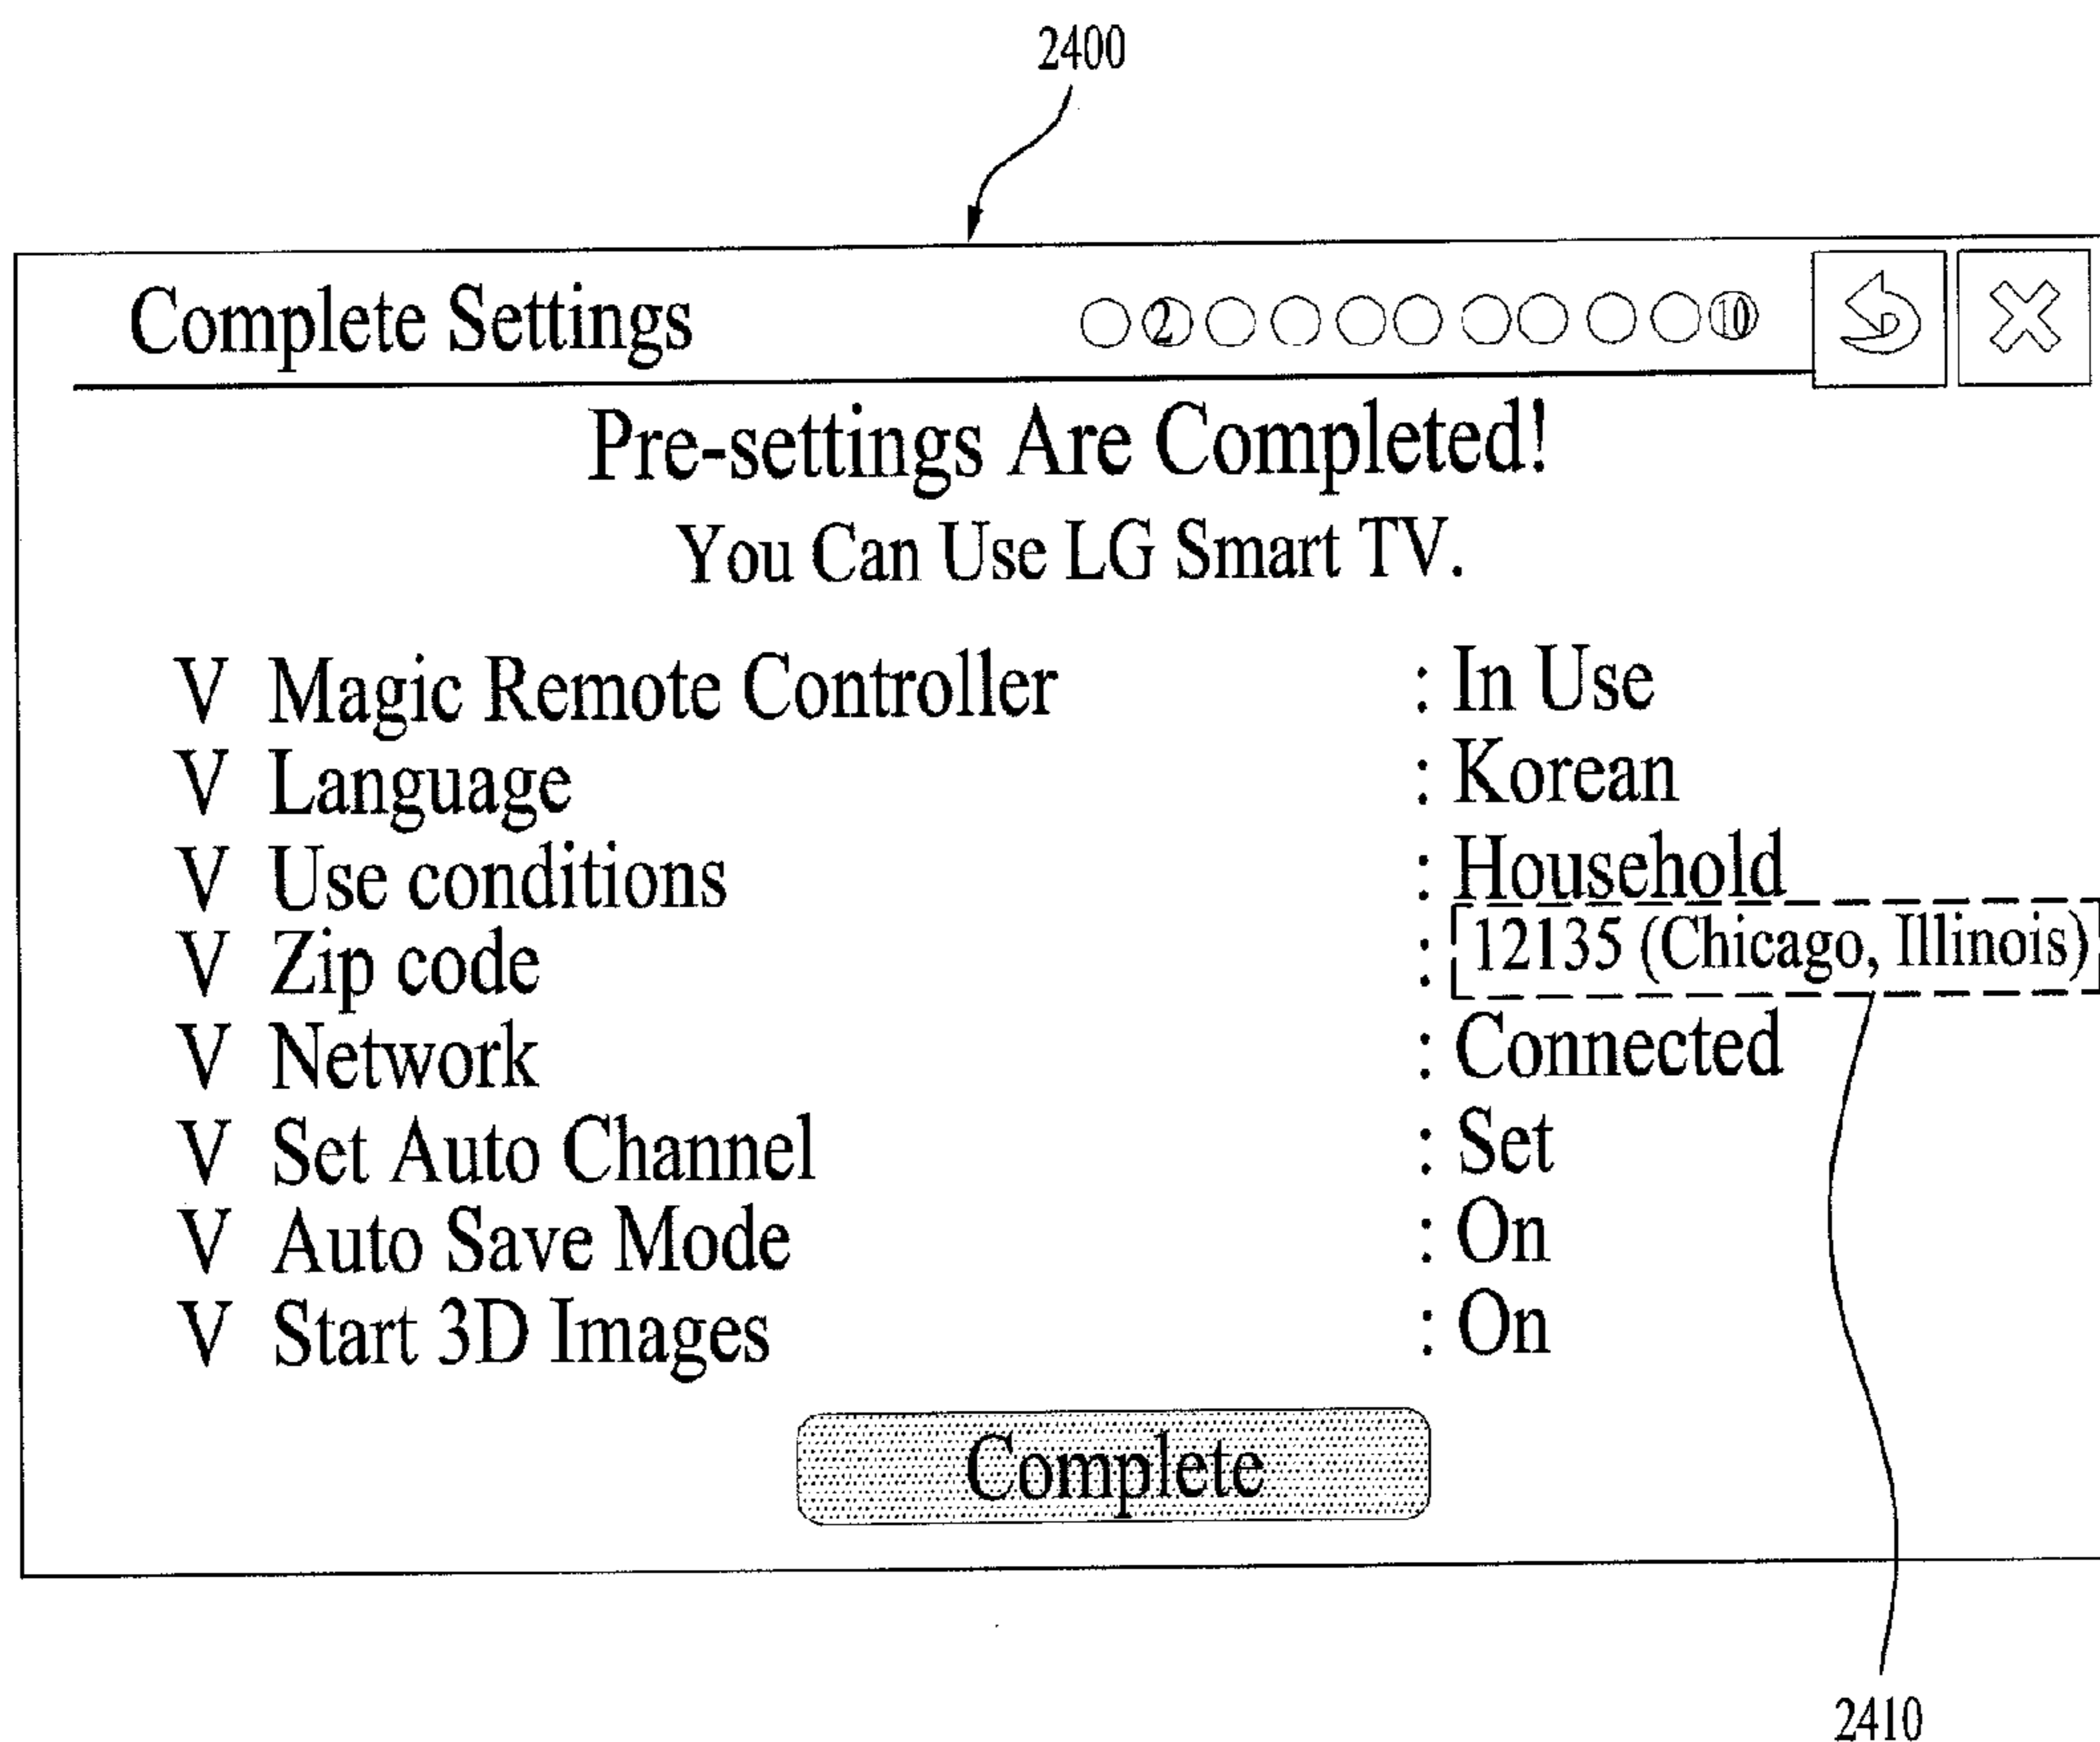 2400
Complete Settings 2 10
Pre-settings Are Completed!
You Can Use LG Smart TV.
V Magic Remote Controller : In Use
V Language : Korean
V Use conditions : Household
V Zip code : 12135 (Chicago, Illinois)
V Network : Connected
V Set Auto Channel : Set
V Auto Save Mode : On
V Start 3D Images : On
Complete
2410